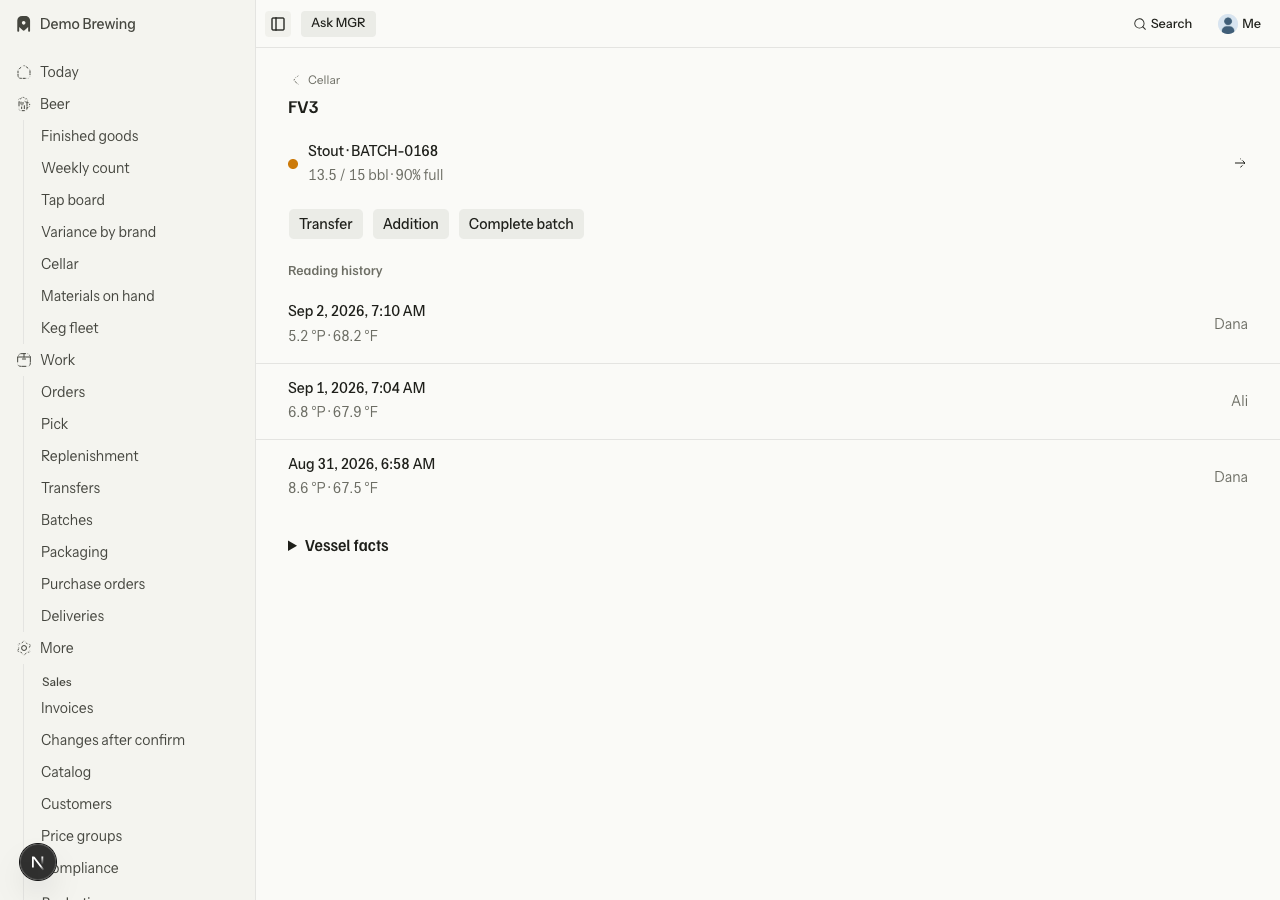 Demo Brewing
Ask MGR
Search
Me
Today
Beer
Finished goods
Weekly count
Tap board
Variance by brand
Cellar
Materials on hand
Keg fleet
Work
Orders
Pick
Replenishment
Transfers
Batches
Packaging
Purchase orders
Deliveries
More
Sales
Invoices
Changes after confirm
Catalog
Customers
Price groups
N
Cellar
FV3
Stout · BATCH-0168
13.5 / 15 bbl · 90% full
Transfer
Addition
Complete batch
Reading history
Sep 2, 2026, 7:10 AM
5.2 °P · 68.2 °F
Dana
Sep 1, 2026, 7:04 AM
6.8 °P · 67.9 °F
Ali
Aug 31, 2026, 6:58 AM
8.6 °P · 67.5 °F
Dana
Vessel facts